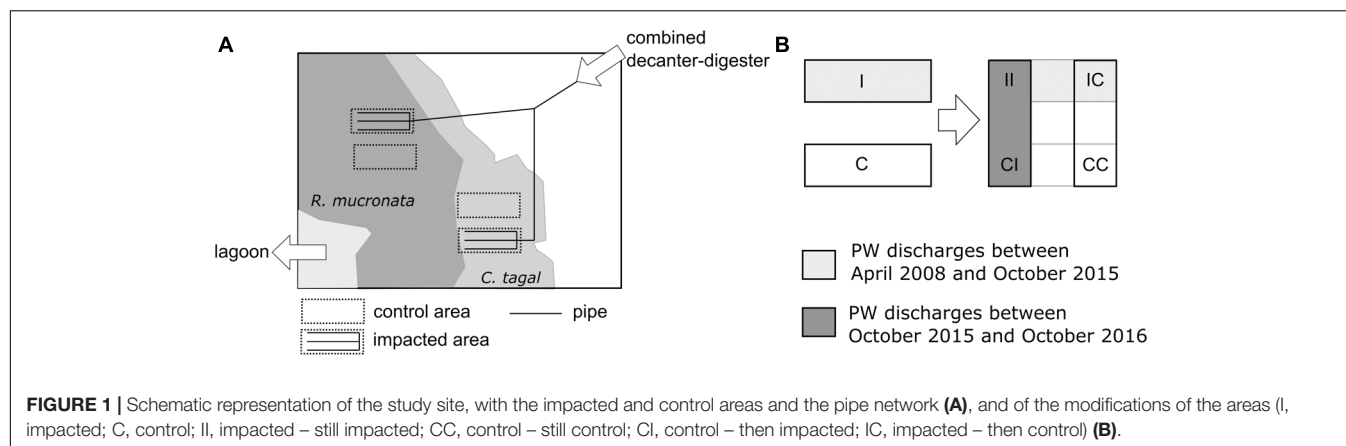 A
combined
decanter-digester
R. mucronata
lagoon
C. tagal
control area
pipe
impacted area
B
I
C
II
IC
CI
CC
PW discharges between
April 2008 and October 2015
PW discharges between
October 2015 and October 2016
FIGURE 1 | Schematic representation of the study site, with the impacted and control areas and the pipe network (A), and of the modifications of the areas (I,
impacted; C, control; II, impacted – still impacted; CC, control – still control; CI, control – then impacted; IC, impacted – then control) (B).